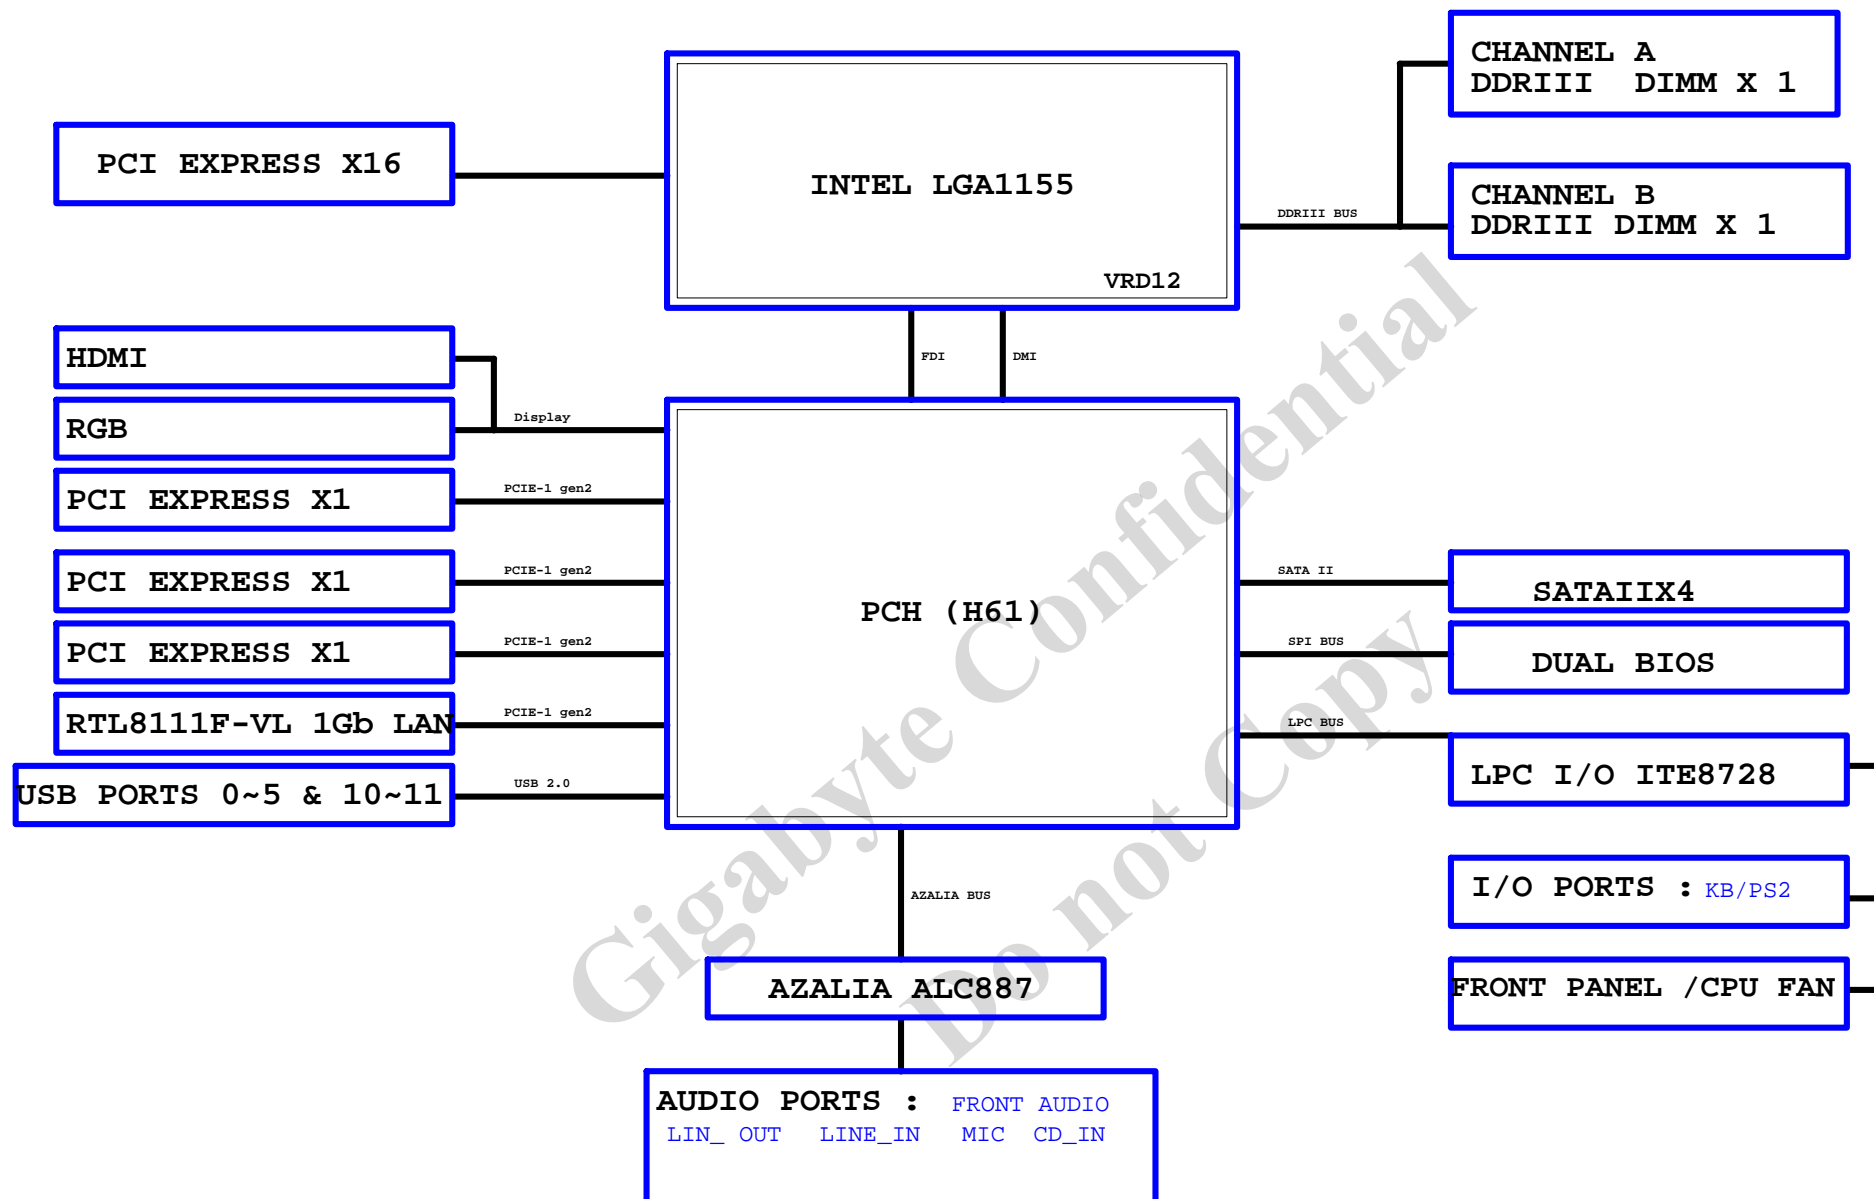 CHANNEL A
DDRIII DIMM X 1
PCI EXPRESS X16
INTEL LGA1155
VRD12
DDRIII BUS
CHANNEL B
DDRIII DIMM X 1
FDI
DMI
HDMI
RGB
Display
PCI EXPRESS X1
PCIE-1 gen2
PCI EXPRESS X1
PCIE-1 gen2
PCI EXPRESS X1
PCIE-1 gen2
RTL8111F-VL 1Gb LAN
PCIE-1 gen2
USB PORTS 0~5 & 10~11
USB 2.0
PCH (H61)
SATA II
SATAIIX4
SPI BUS
DUAL BIOS
LPC BUS
LPC I/O ITE8728
I/O PORTS : KB/PS2
FRONT PANEL /CPU FAN
AZALIA BUS
AZALIA ALC887
AUDIO PORTS : FRONT AUDIO
LIN_ OUT LINE_IN MIC CD_IN
Gigabyte Confidential
Do not Copy